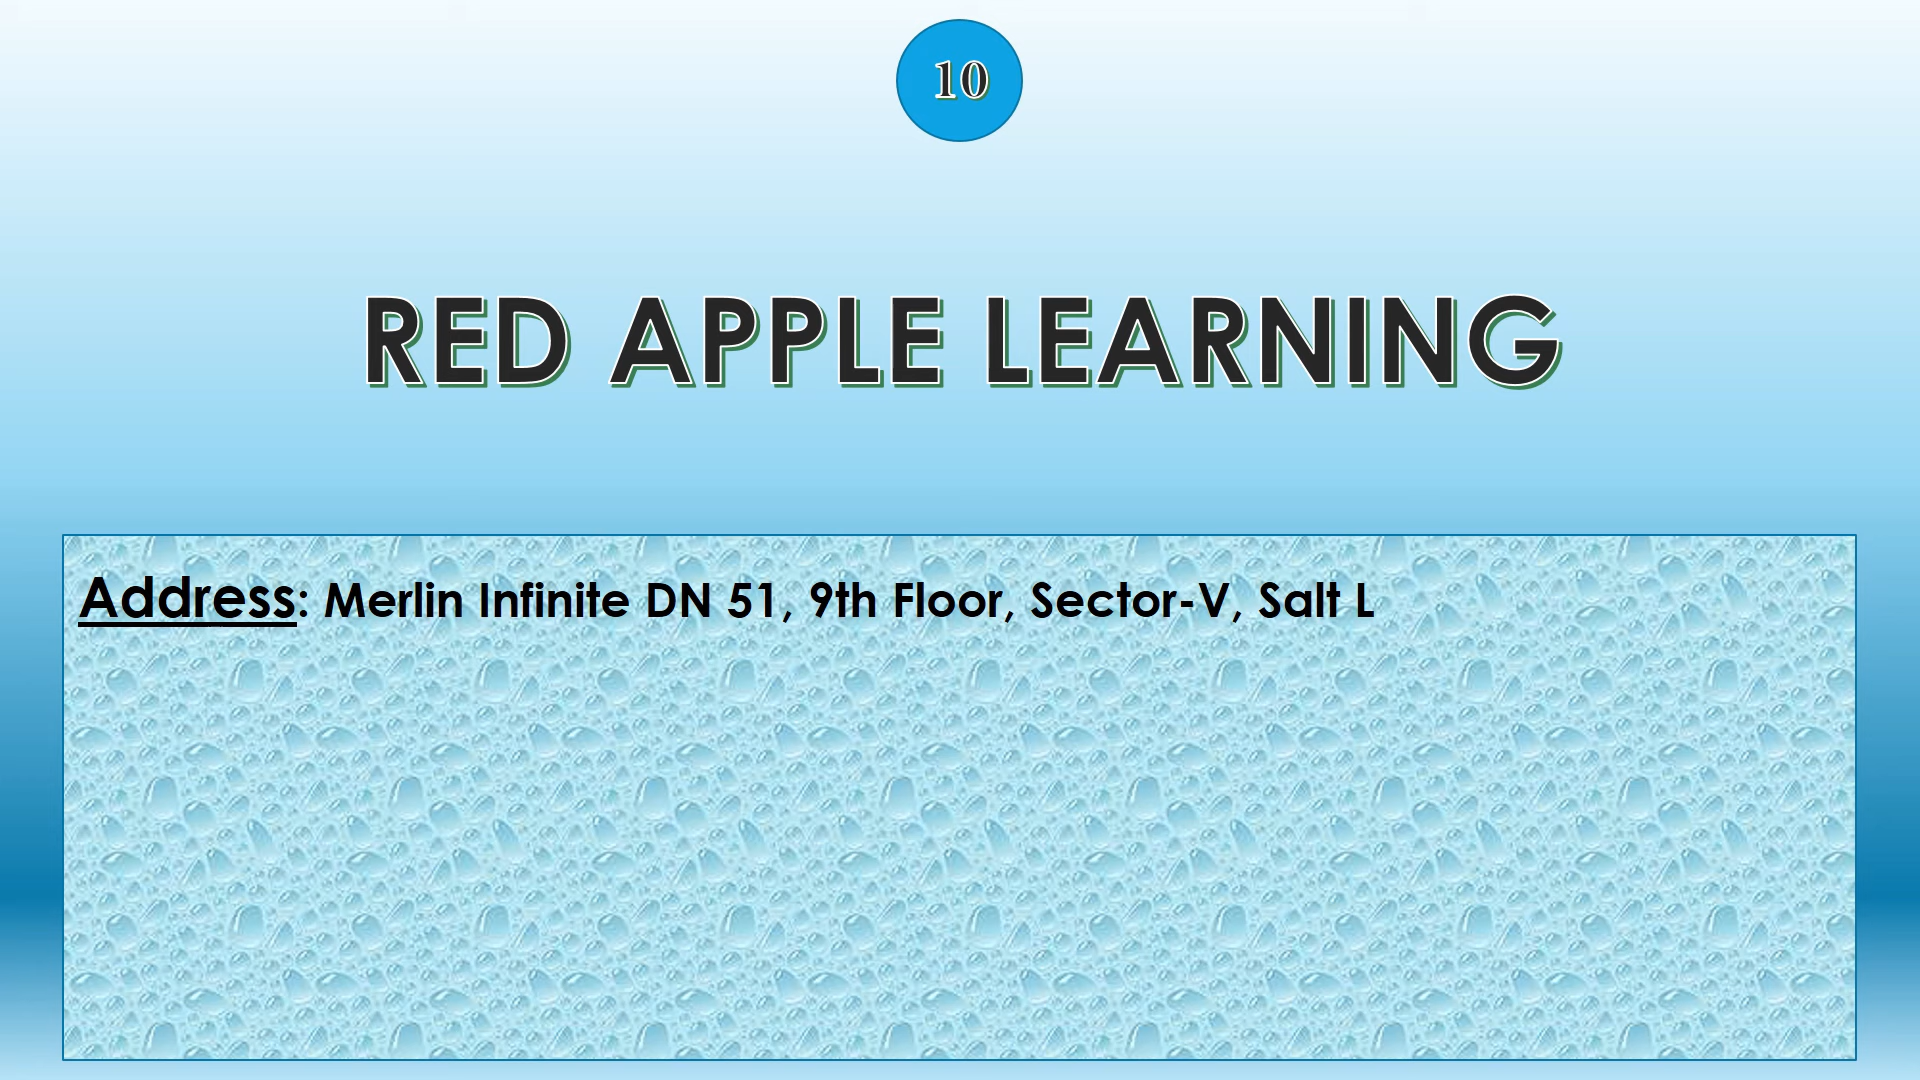 10
RED APPLE LEARNING
Address: Merlin Infinite DN 51, 9th Floor, Sector-V, Salt L